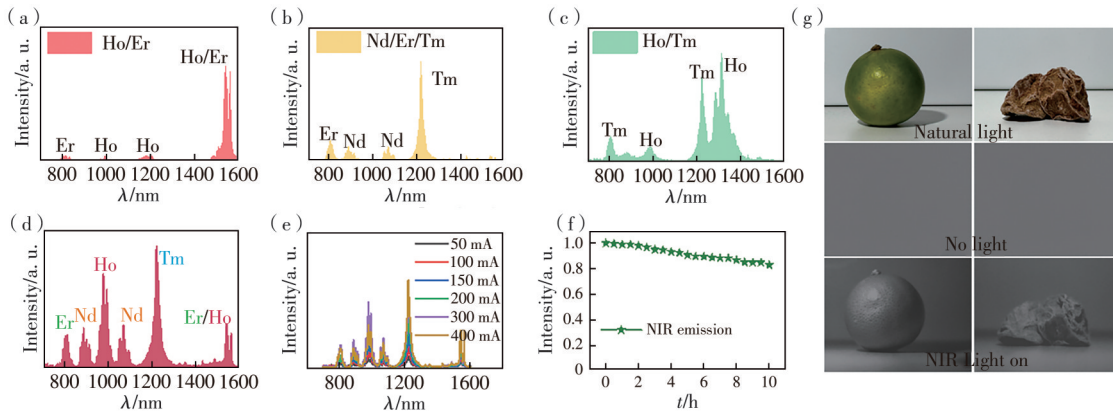 (a)
Ho/Er
Ho/Er
Er
Ho
Ho
Intensity/a. u.
800 1000 1200 1400 1600
λ/nm
(b)
Nd/Er/Tm
Tm
Er
Nd
Nd
Intensity/a. u.
800 1000 1200 1400 1600
λ/nm
(c)
Ho/Tm
Tm
Ho
Tm
Ho
Intensity/a. u.
800 1000 1200 1400 1600
λ/nm
(d)
Ho
Tm
Er
Nd
Nd
Er/Ho
Intensity/a. u.
800 1000 1200 1400 1600
λ/nm
(e)
50 mA
100 mA
150 mA
200 mA
300 mA
400 mA
Intensity/a. u.
800 1200 1600
λ/nm
(f)
1.0
0.8
0.6
0.4
0.2
0
NIR emission
Intensity/a. u.
0 2 4 6 8 10
t/h
(g)
Natural light
No light
NIR Light on